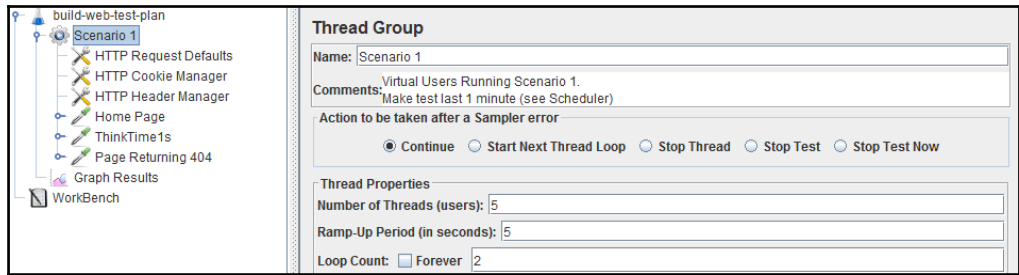 build-web-test-plan
Scenario 1
HTTP Request Defaults
HTTP Cookie Manager
HTTP Header Manager
Home Page
ThinkTime1s
Page Returning 404
Graph Results
WorkBench
Thread Group
Name: Scenario 1
Comments: Virtual Users Running Scenario 1.
Make test last 1 minute (see Scheduler)
Action to be taken after a Sampler error
Continue Start Next Thread Loop Stop Thread Stop Test Stop Test Now
Thread Properties
Number of Threads (users): 5
Ramp-Up Period (in seconds): 5
Loop Count: Forever 2